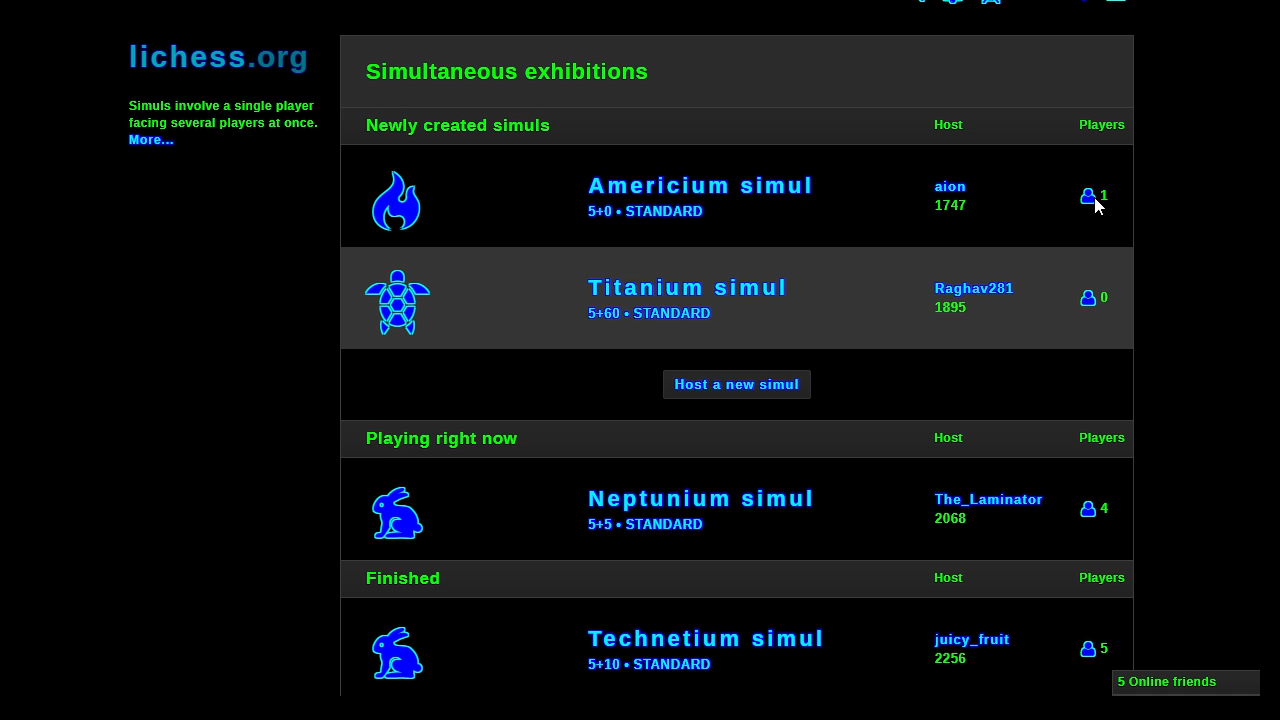 lichess.org
Simuls involve a single player
facing several players at once.
More...
Simultaneous exhibitions
Newly created simuls Host Players
Americium simul aion 1
5+0 • STANDARD 1747
Titanium simul Raghav281 0
5+60 • STANDARD 1895
Host a new simul
Playing right now Host Players
Neptunium simul The_Laminator 4
5+5 • STANDARD 2068
Finished Host Players
Technetium simul juicy_fruit 5
5+10 • STANDARD 2256
5 Online friends